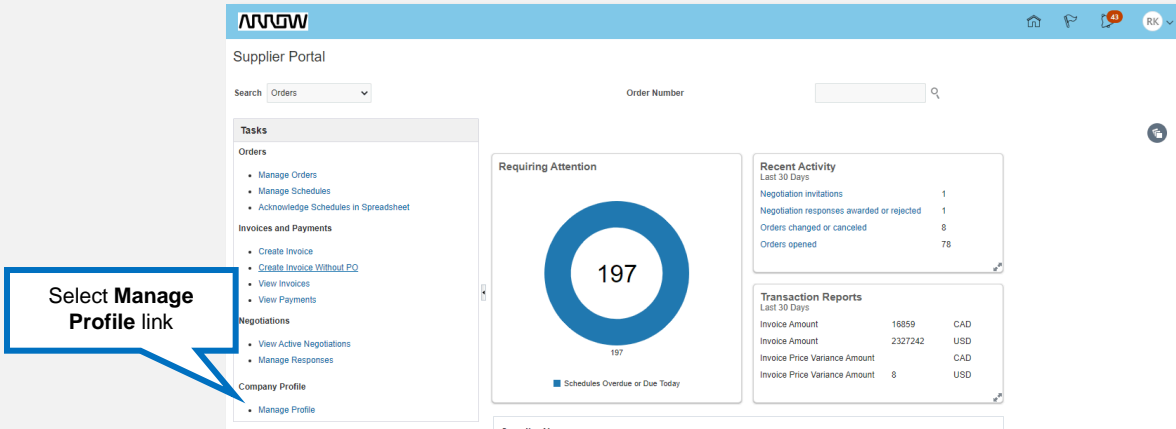 ARROW
43
RK
Supplier Portal
Search Orders
Order Number
Tasks
Orders
Manage Orders
Manage Schedules
Acknowledge Schedules in Spreadsheet
Invoices and Payments
Create Invoice
Create Invoice Without PO
View Invoices
View Payments
Negotiations
View Active Negotiations
Manage Responses
Company Profile
Manage Profile
Select Manage
Profile link
Requiring Attention
197
197
Schedules Overdue or Due Today
Recent Activity
Last 30 Days
Negotiation invitations 1
Negotiation responses awarded or rejected 1
Orders changed or canceled 8
Orders opened 78
Transaction Reports
Last 30 Days
Invoice Amount 16859 CAD
Invoice Amount 2327242 USD
Invoice Price Variance Amount CAD
Invoice Price Variance Amount 8 USD